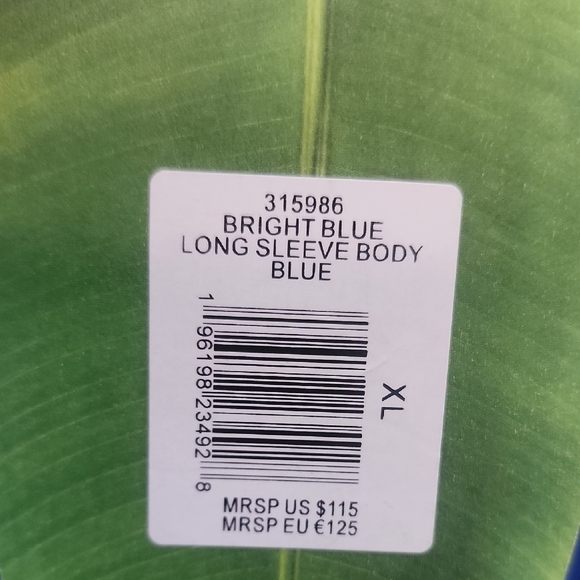 315986
BRIGHT BLUE
LONG SLEEVE BODY
BLUE
1 96198 23492 8
XL
MRSP US $115
MRSP EU €125